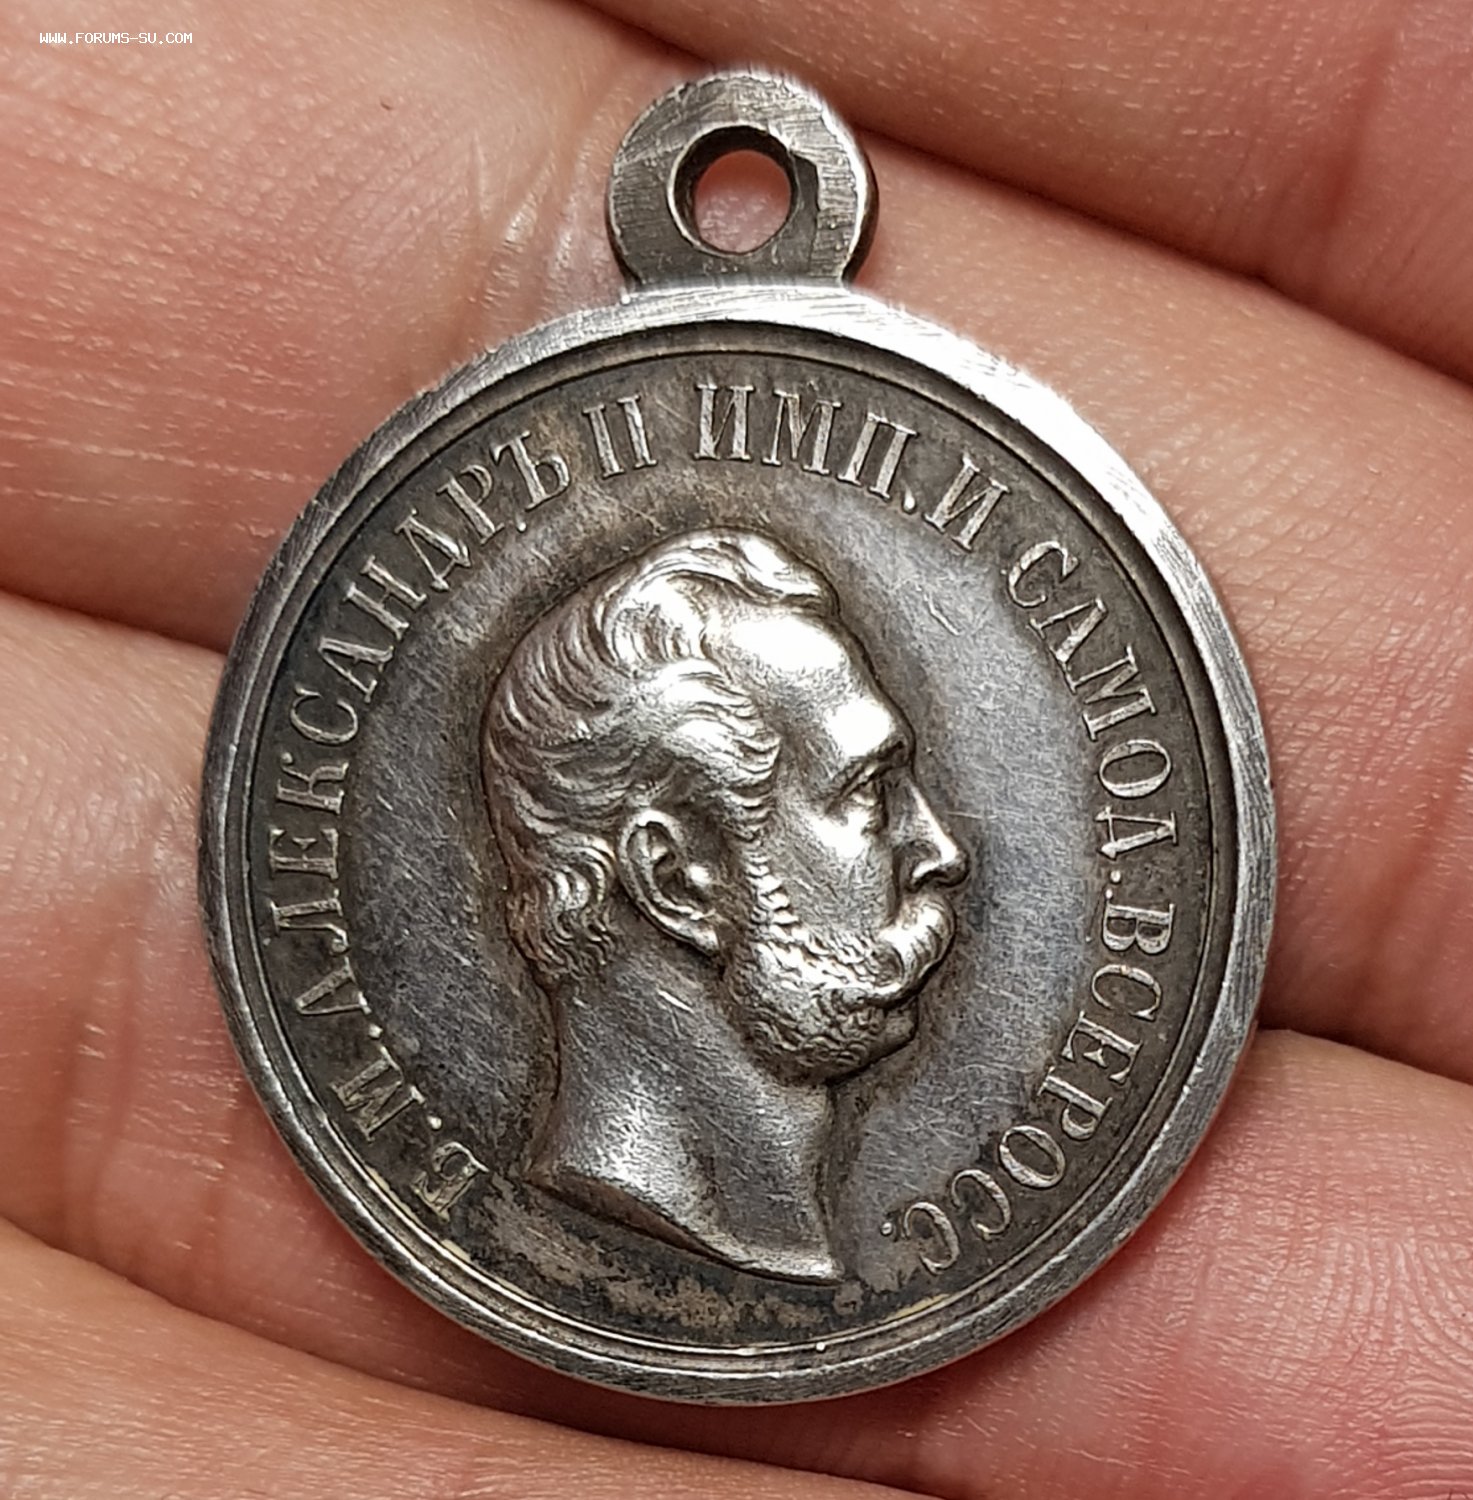 WWW.FORUMS-SU.COM
Б.М.АЛЕКСАНДРЪ II ИМП.И САМОД.ВСЕРОСС.